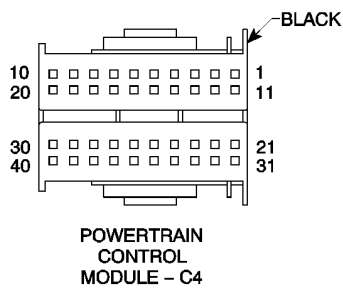 BLACK
10 1
20 11
30 21
40 31
POWERTRAIN
CONTROL
MODULE – C4